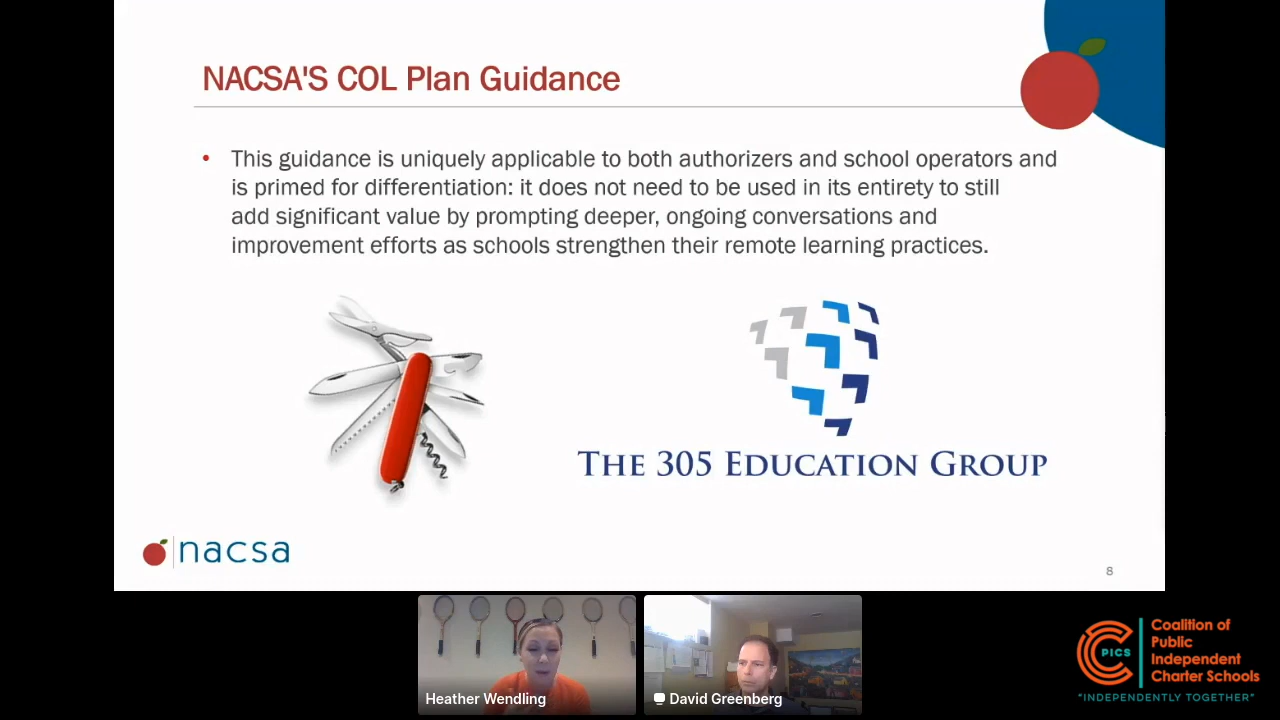 NACSA'S COL Plan Guidance
• This guidance is uniquely applicable to both authorizers and school operators and
is primed for differentiation: it does not need to be used in its entirety to still
add significant value by prompting deeper, ongoing conversations and
improvement efforts as schools strengthen their remote learning practices.
THE 305 EDUCATION GROUP
nacsa
8
Heather Wendling
David Greenberg
PICS
Coalition of
Public
Independent
Charter Schools
"INDEPENDENTLY TOGETHER"